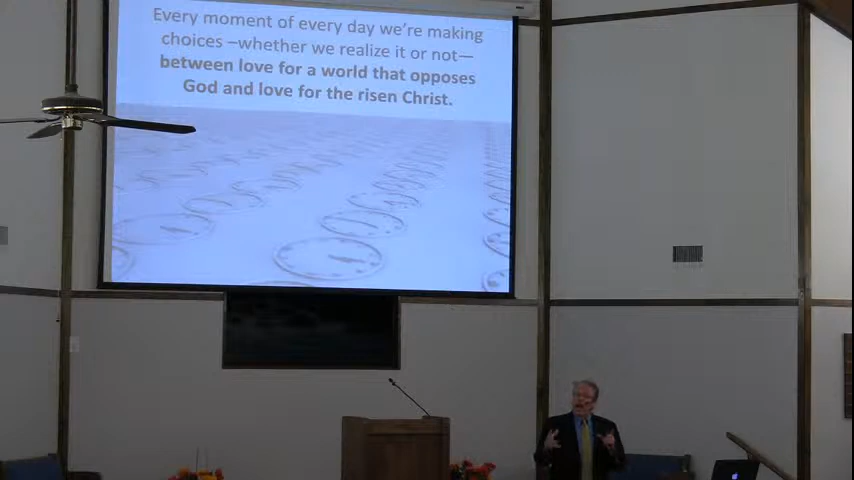 Every moment of every day we're making
choices –whether we realize it or not—
between love for a world that opposes
God and love for the risen Christ.